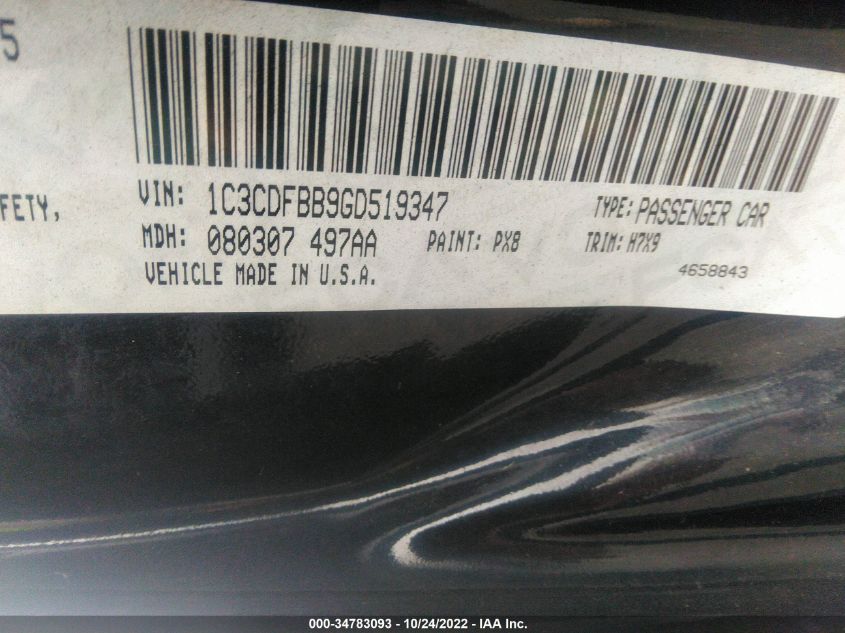 5
FETY,
VIN: 1C3CDFBB9GD519347 TYPE: PASSENGER CAR
MDH: 080307 497AA PAINT: PX8 TRIM: H7X9
VEHICLE MADE IN U.S.A. 4658843
000-34783093 - 10/24/2022 - IAA Inc.